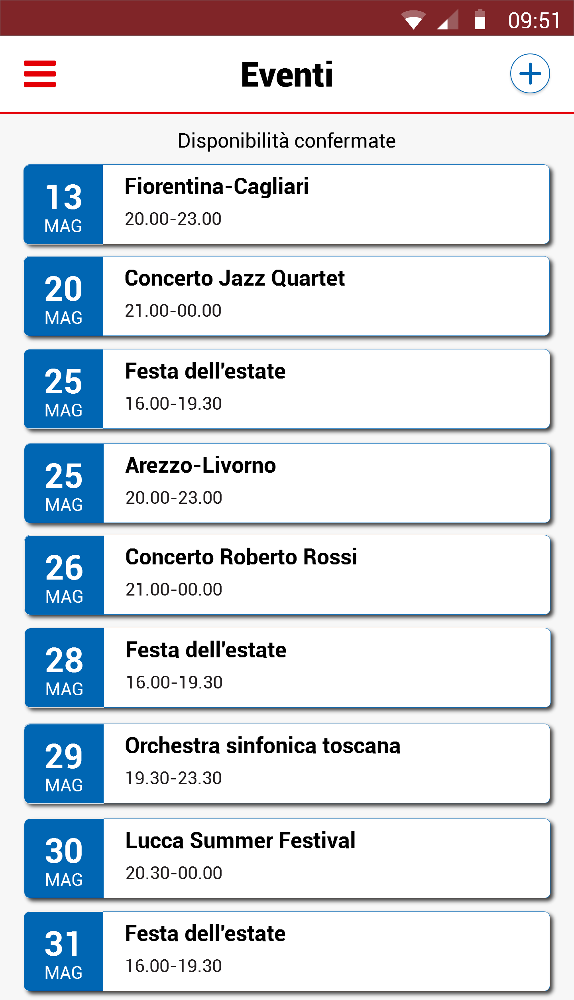 09:51
Eventi
Disponibilità confermate
13
MAG
Fiorentina-Cagliari
20.00-23.00
20
MAG
Concerto Jazz Quartet
21.00-00.00
25
MAG
Festa dell'estate
16.00-19.30
25
MAG
Arezzo-Livorno
20.00-23.00
26
MAG
Concerto Roberto Rossi
21.00-00.00
28
MAG
Festa dell'estate
16.00-19.30
29
MAG
Orchestra sinfonica toscana
19.30-23.30
30
MAG
Lucca Summer Festival
20.30-00.00
31
MAG
Festa dell'estate
16.00-19.30